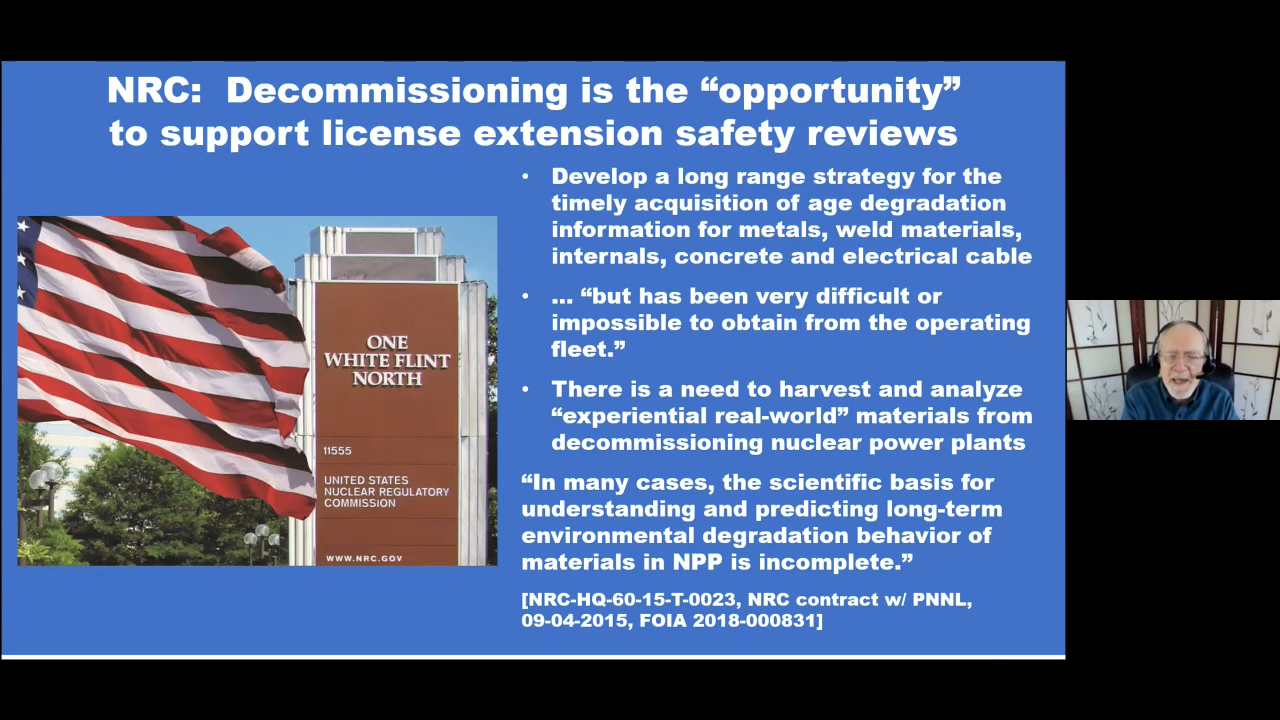 NRC:  Decommissioning is the “opportunity”
to support license extension safety reviews
• Develop a long range strategy for the
timely acquisition of age degradation
information for metals, weld materials,
internals, concrete and electrical cable
• … “but has been very difficult or
impossible to obtain from the operating
fleet.”
• There is a need to harvest and analyze
“experiential real-world” materials from
decommissioning nuclear power plants
“In many cases, the scientific basis for
understanding and predicting long-term
environmental degradation behavior of
materials in NPP is incomplete.”
[NRC-HQ-60-15-T-0023, NRC contract w/ PNNL,
09-04-2015, FOIA 2018-000831]
ONE
WHITE FLINT
NORTH
11555
UNITED STATES
NUCLEAR REGULATORY
COMMISSION
WWW.NRC.GOV